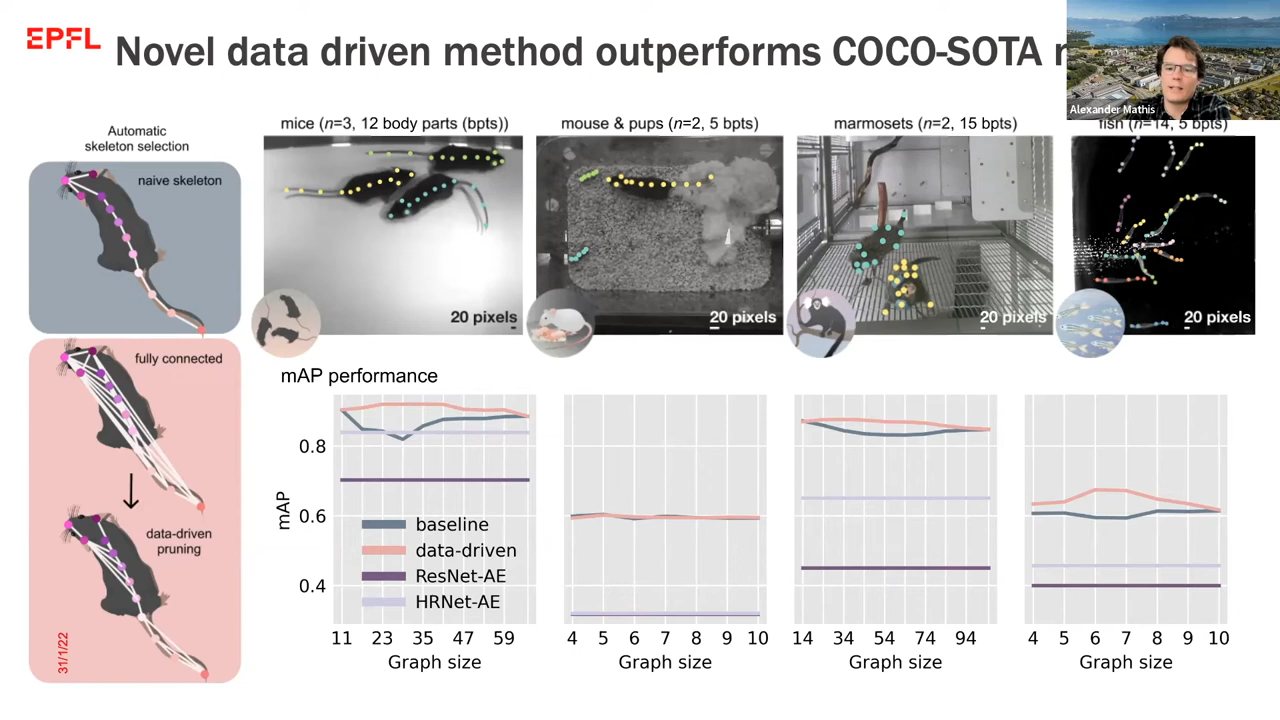 EPFL
Novel data driven method outperforms COCO-SOTA
Alexander Mathis
Automatic
skeleton selection
naive skeleton
fully connected
data-driven
pruning
31/1/22
mice (n=3, 12 body parts (bpts))
mouse & pups (n=2, 5 bpts)
marmosets (n=2, 15 bpts)
fish (n=14, 5 bpts)
20 pixels
20 pixels
20 pixels
20 pixels
mAP performance
mAP
0.8
0.6
0.4
baseline
data-driven
ResNet-AE
HRNet-AE
11 23 35 47 59
Graph size
4 5 6 7 8 9 10
Graph size
14 34 54 74 94
Graph size
4 5 6 7 8 9 10
Graph size